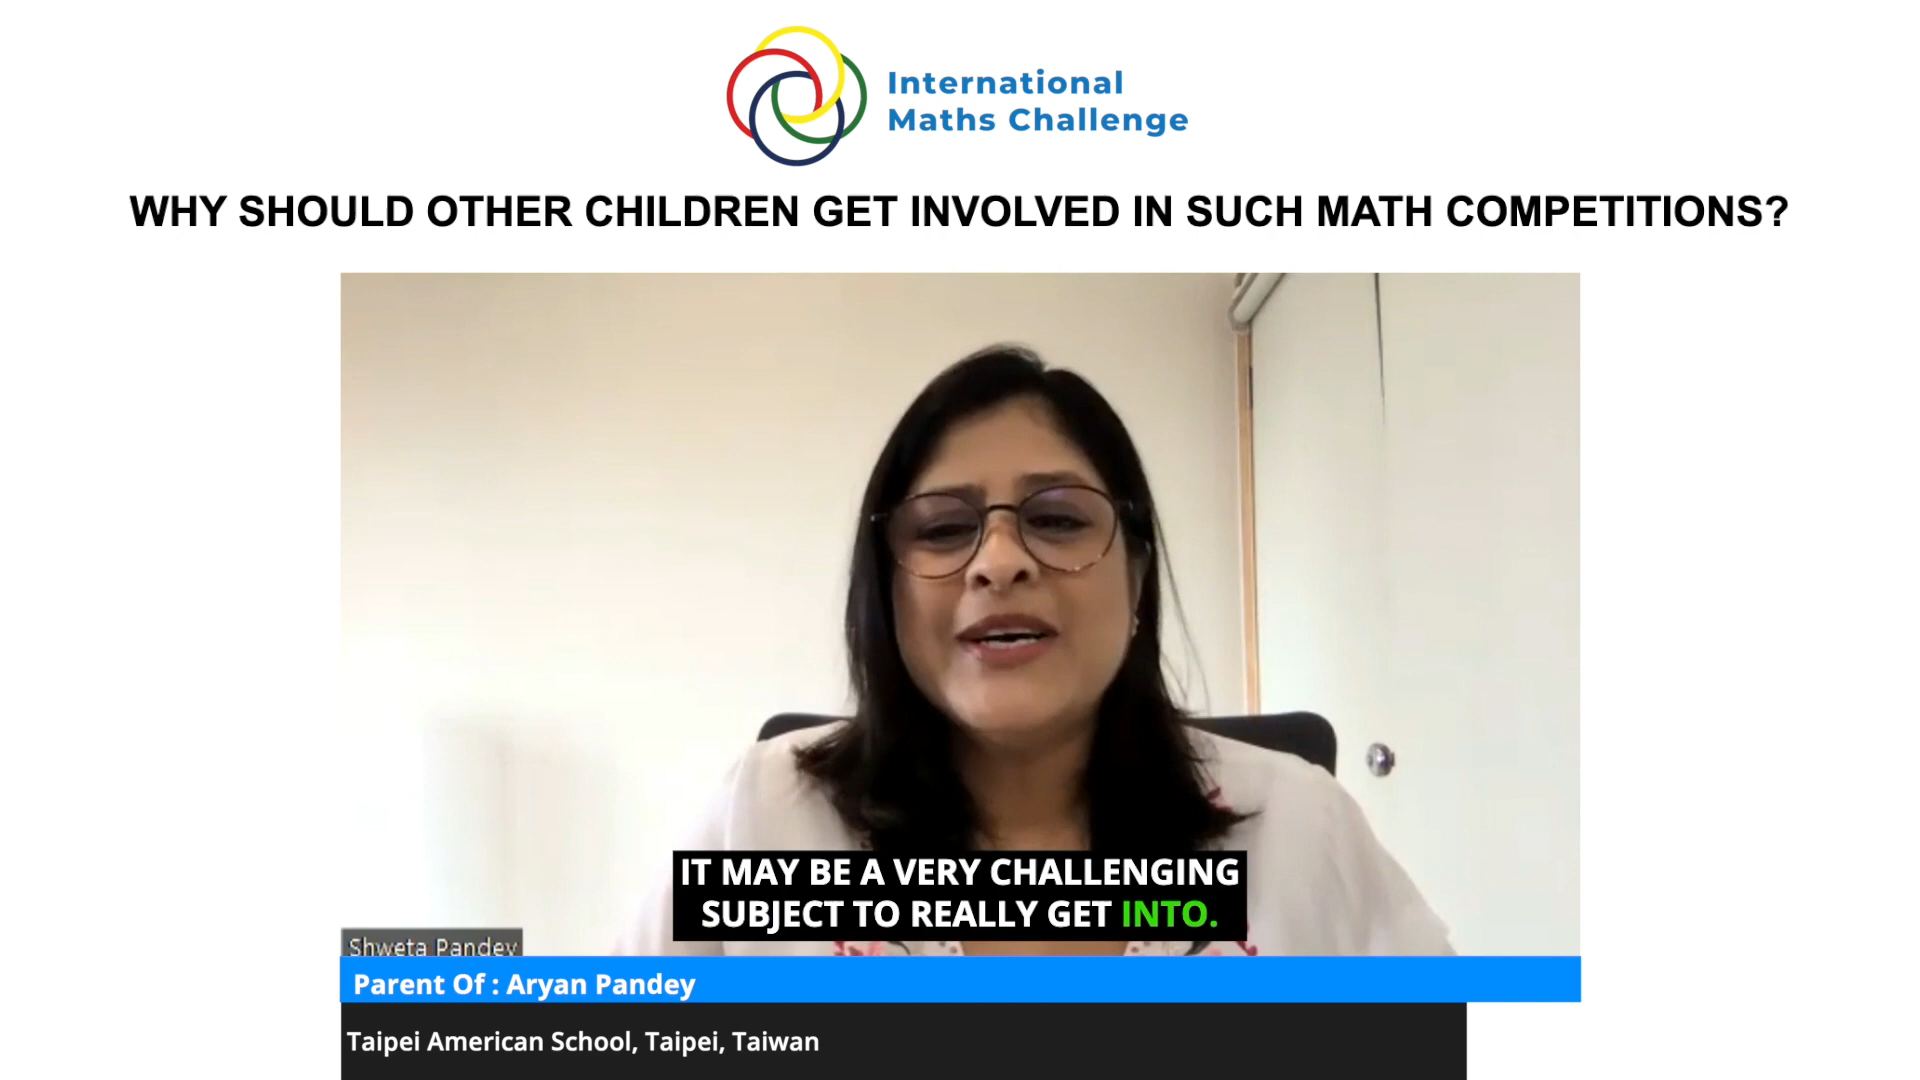 International
Maths Challenge
WHY SHOULD OTHER CHILDREN GET INVOLVED IN SUCH MATH COMPETITIONS?
IT MAY BE A VERY CHALLENGING
SUBJECT TO REALLY GET INTO.
Shweta Pandey
Parent Of : Aryan Pandey
Taipei American School, Taipei, Taiwan